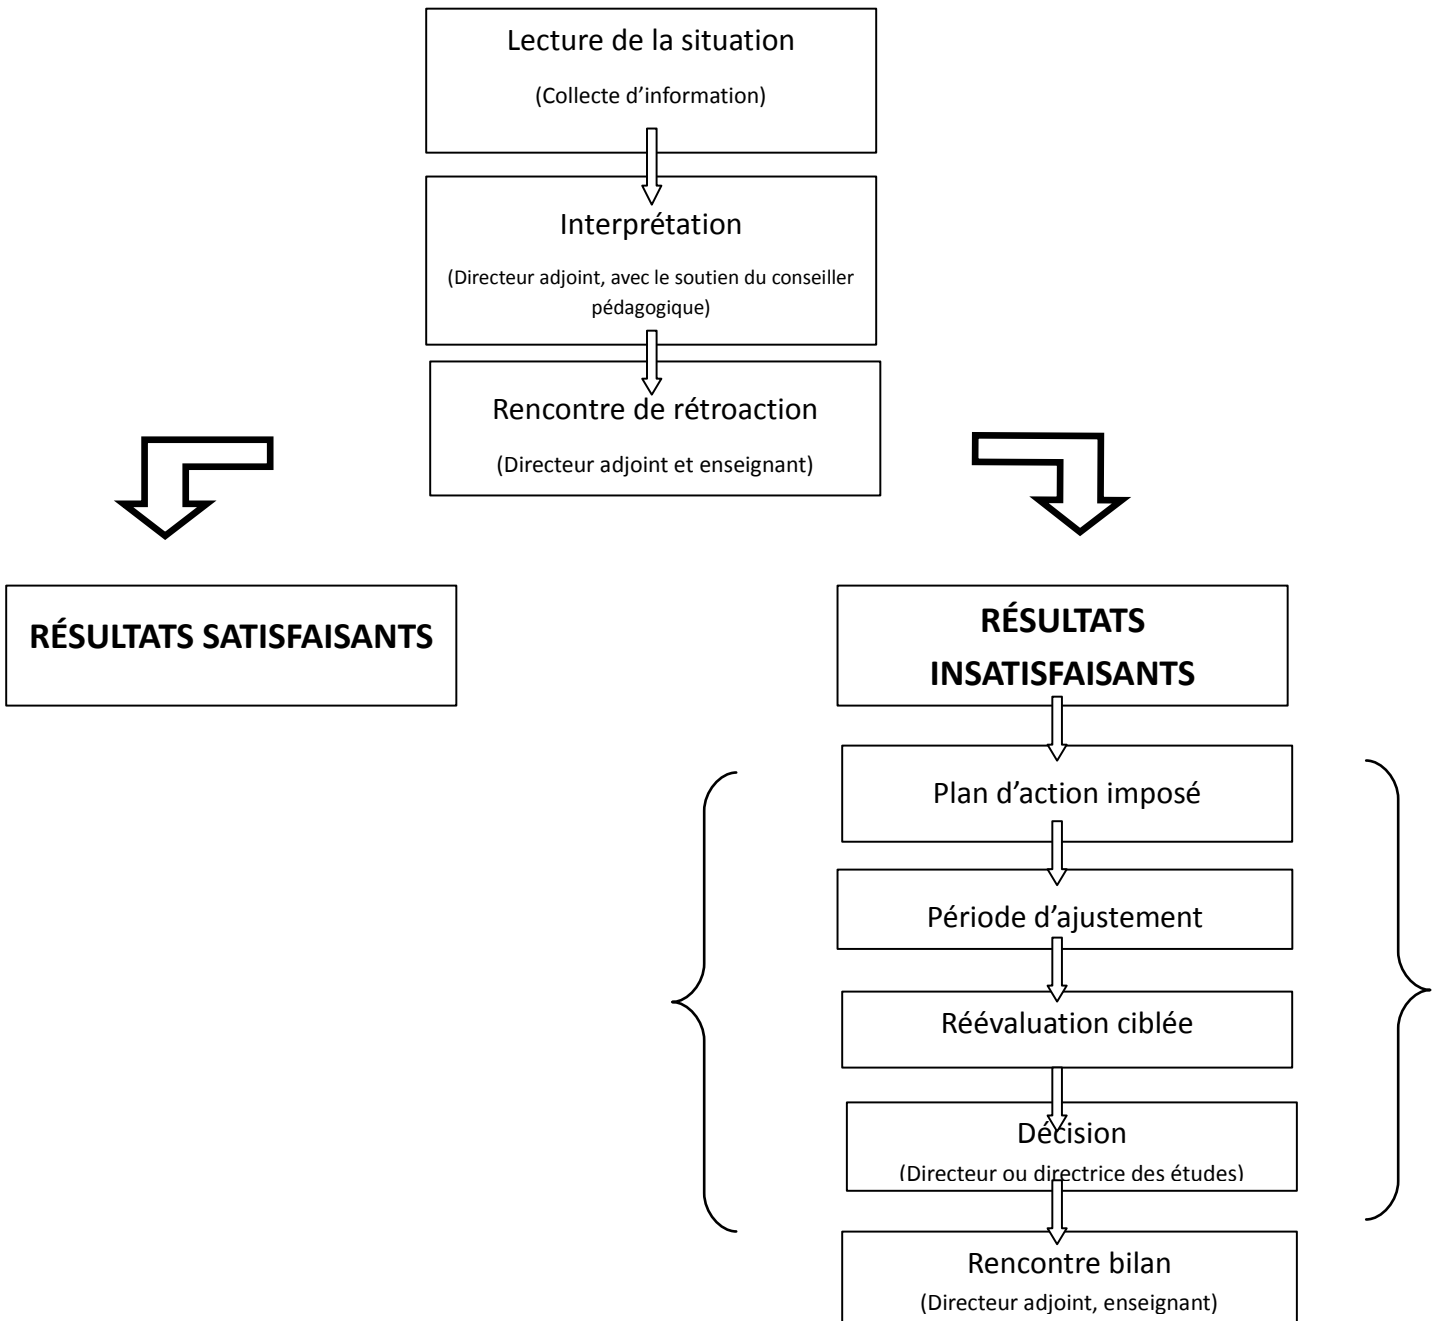 Lecture de la situation
(Collecte d’information)
Interprétation
(Directeur adjoint, avec le soutien du conseiller
pédagogique)
Rencontre de rétroaction
(Directeur adjoint et enseignant)
RÉSULTATS SATISFAISANTS
RÉSULTATS
INSATISFAISANTS
Plan d’action imposé
Période d’ajustement
Réévaluation ciblée
Décision
(Directeur ou directrice des études)
Rencontre bilan
(Directeur adjoint, enseignant)